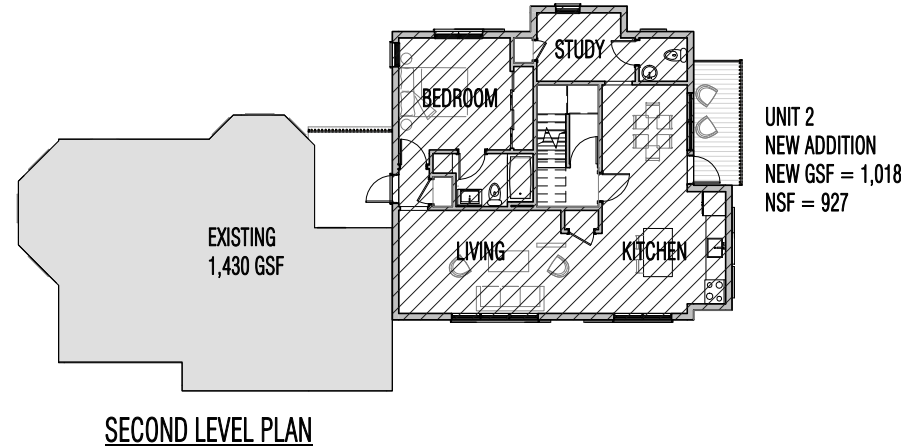 STUDY
BEDROOM
UNIT 2
NEW ADDITION
NEW GSF = 1,018
NSF = 927
EXISTING
1,430 GSF
LIVING
KITCHEN
SECOND LEVEL PLAN